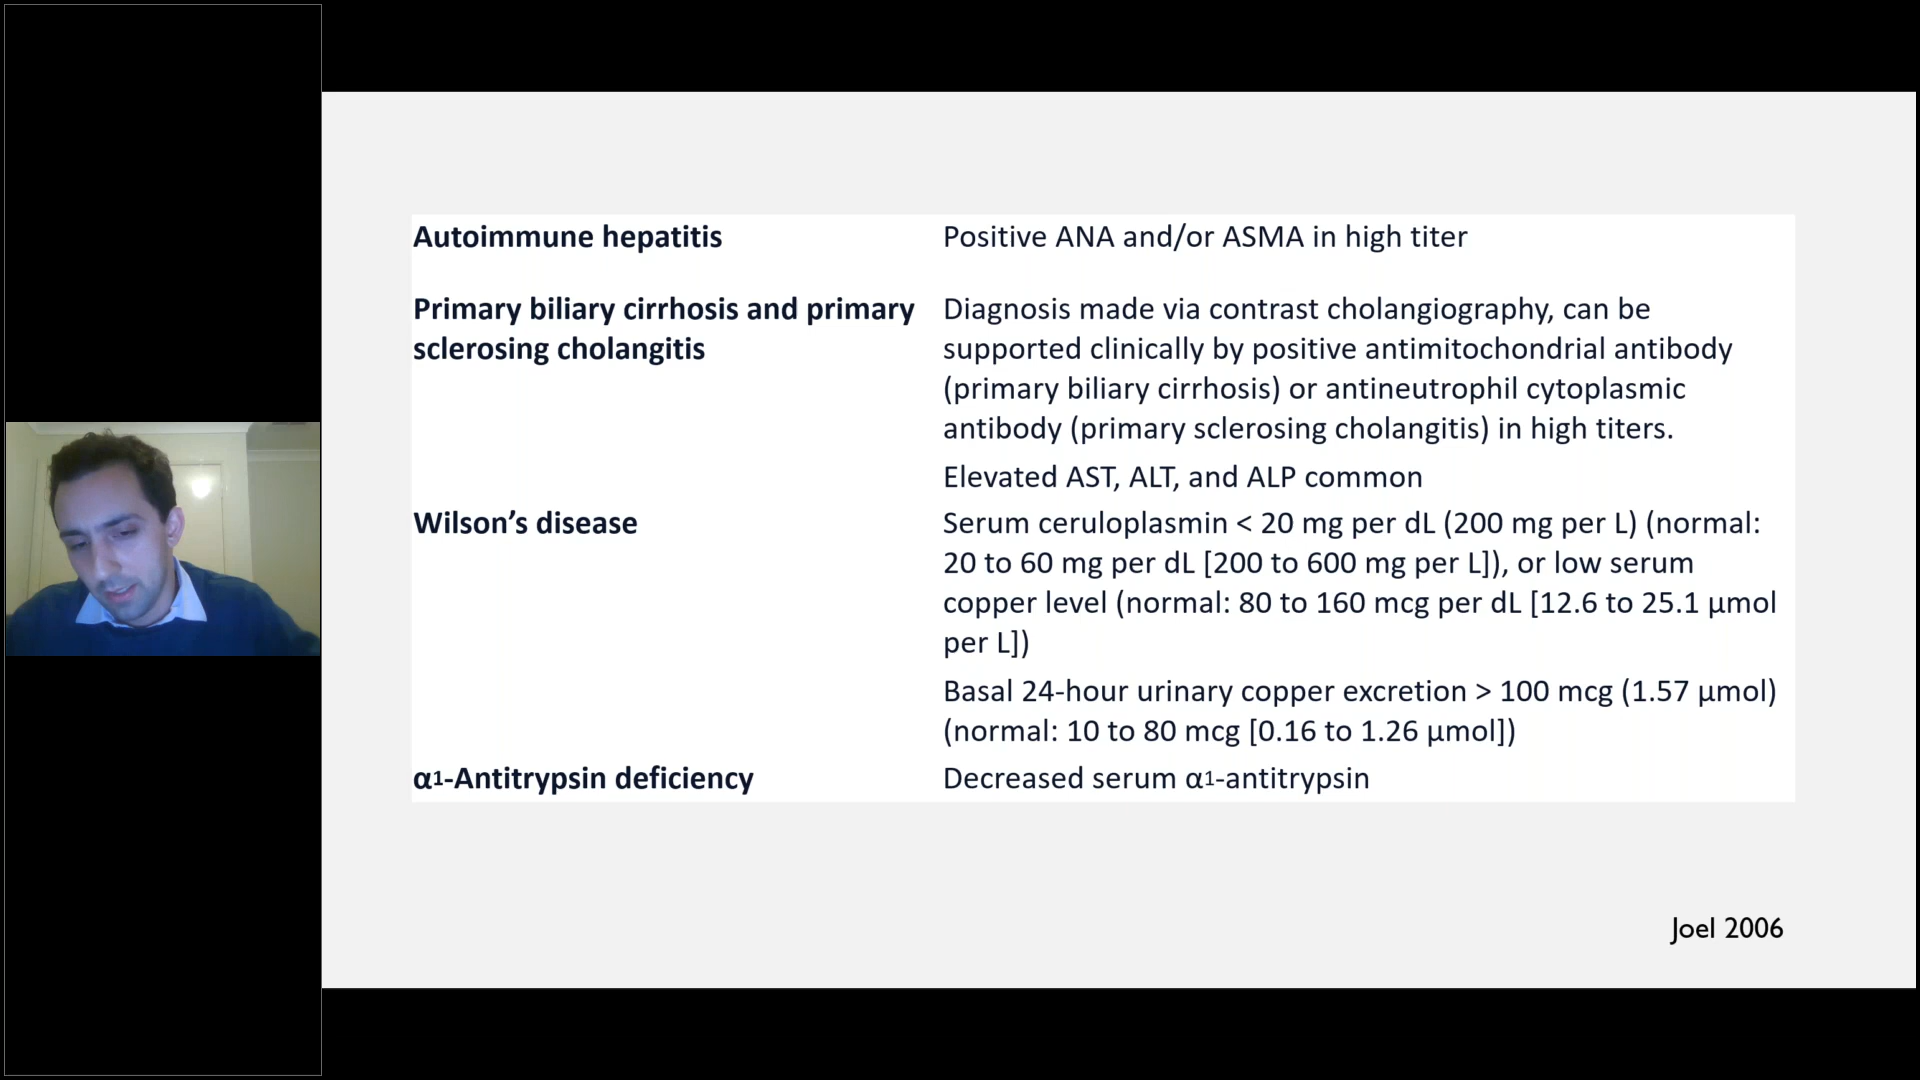 Autoimmune hepatitis
Positive ANA and/or ASMA in high titer
Primary biliary cirrhosis and primary
sclerosing cholangitis
Diagnosis made via contrast cholangiography, can be
supported clinically by positive antimitochondrial antibody
(primary biliary cirrhosis) or antineutrophil cytoplasmic
antibody (primary sclerosing cholangitis) in high titers.
Elevated AST, ALT, and ALP common
Wilson’s disease
Serum ceruloplasmin < 20 mg per dL (200 mg per L) (normal:
20 to 60 mg per dL [200 to 600 mg per L]), or low serum
copper level (normal: 80 to 160 mcg per dL [12.6 to 25.1 μmol
per L])
Basal 24-hour urinary copper excretion > 100 mcg (1.57 μmol)
(normal: 10 to 80 mcg [0.16 to 1.26 μmol])
α1-Antitrypsin deficiency
Decreased serum α1-antitrypsin
Joel 2006